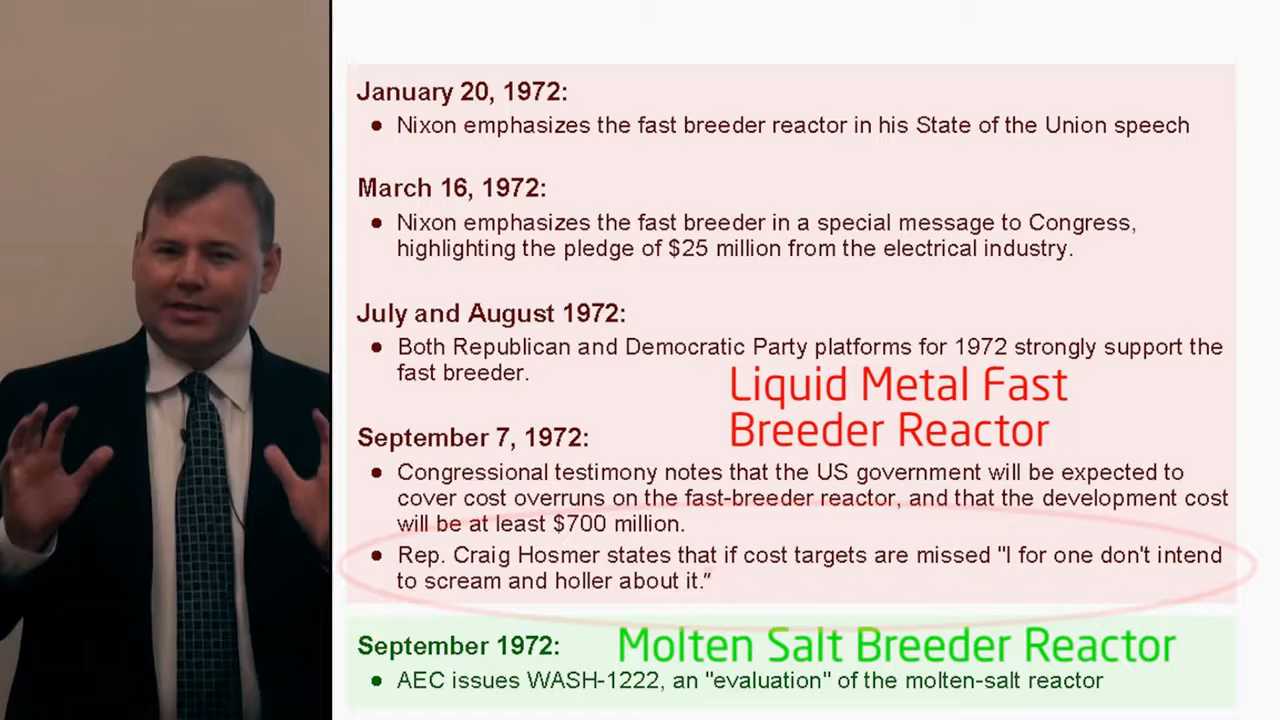 January 20, 1972:
● Nixon emphasizes the fast breeder reactor in his State of the Union speech
March 16, 1972:
● Nixon emphasizes the fast breeder in a special message to Congress,
highlighting the pledge of $25 million from the electrical industry.
July and August 1972:
● Both Republican and Democratic Party platforms for 1972 strongly support the
fast breeder.
Liquid Metal Fast
Breeder Reactor
September 7, 1972:
● Congressional testimony notes that the US government will be expected to
cover cost overruns on the fast-breeder reactor, and that the development cost
will be at least $700 million.
● Rep. Craig Hosmer states that if cost targets are missed "I for one don't intend
to scream and holler about it.”
September 1972:
Molten Salt Breeder Reactor
● AEC issues WASH-1222, an "evaluation" of the molten-salt reactor